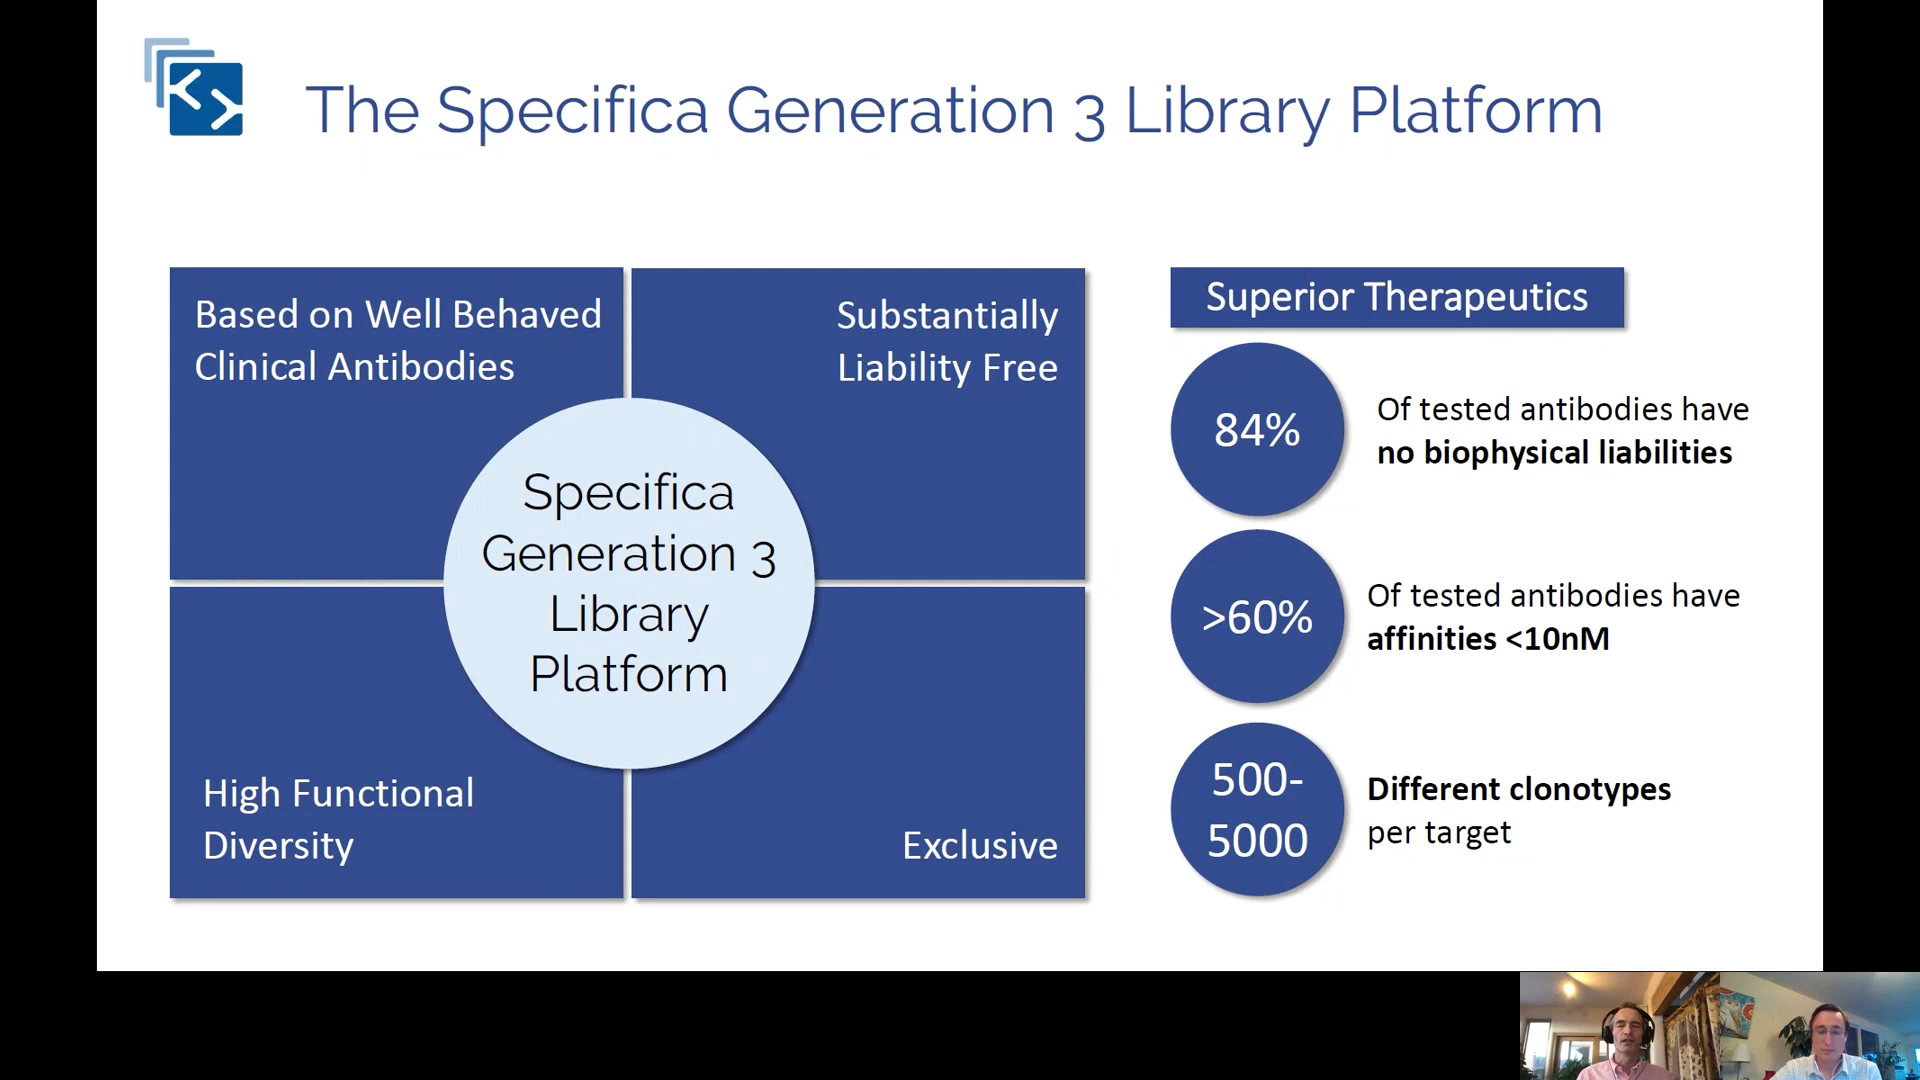 The Specifica Generation 3 Library Platform
Based on Well Behaved
Clinical Antibodies
Substantially
Liability Free
Specifica
Generation 3
Library
Platform
High Functional
Diversity
Exclusive
Superior Therapeutics
84%
Of tested antibodies have
no biophysical liabilities
>60%
Of tested antibodies have
affinities <10nM
500-
5000
Different clonotypes
per target